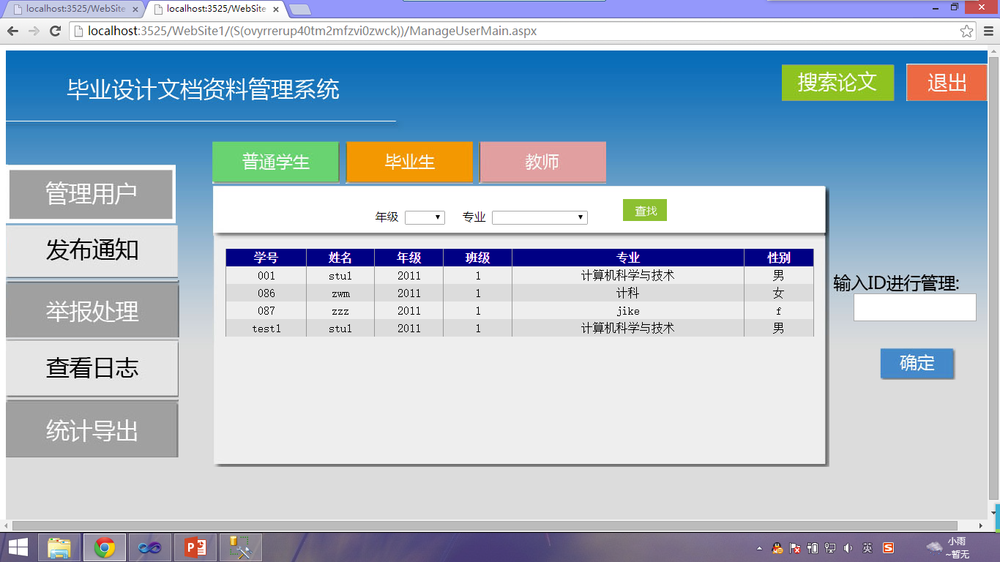 localhost:3525/WebSite
localhost:3525/WebSite
localhost:3525/WebSite1/(S(ovyrrerup40tm2mfzvi0zwck))/ManageUserMain.aspx
毕业设计文档资料管理系统
搜索论文
退出
普通学生
毕业生
教师
管理用户
发布通知
举报处理
查看日志
统计导出
年级
专业
查找
学号 姓名 年级 班级 专业 性别
001 stu1 2011 1 计算机科学与技术 男
086 zwm 2011 1 计科 女
087 zzz 2011 1 jike f
test1 stu1 2011 1 计算机科学与技术 男
输入ID进行管理:
确定
英
小雨
~暂无